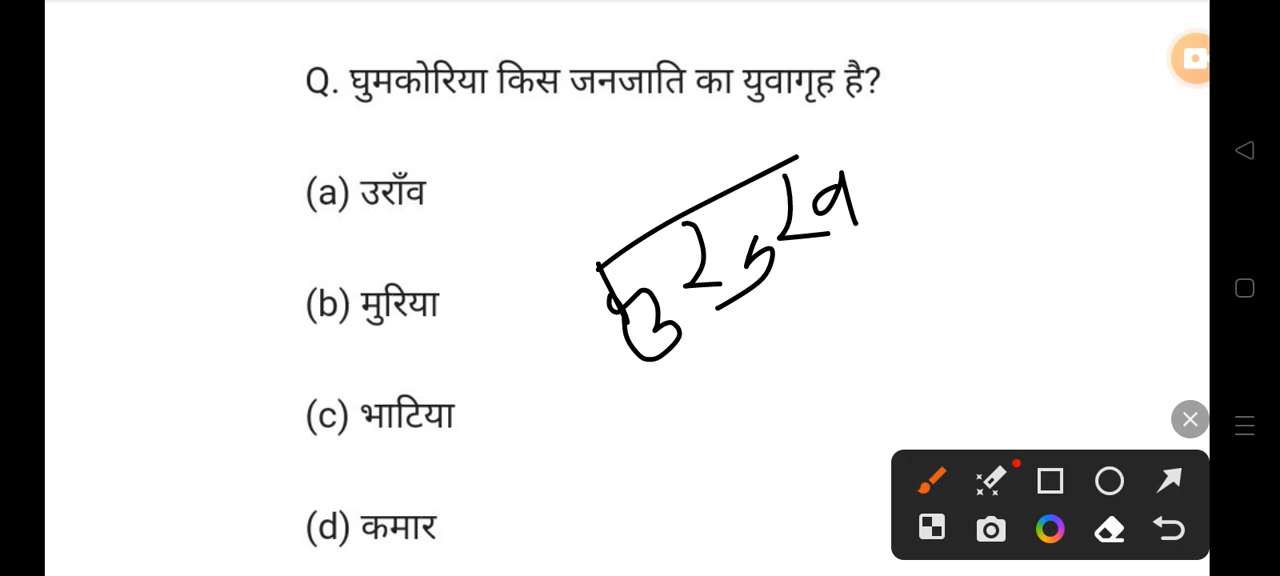 Q. घुमकोरिया किस जनजाति का युवागृह है?
(a) उराँव
(b) मुरिया
(c) भाटिया
(d) कमार